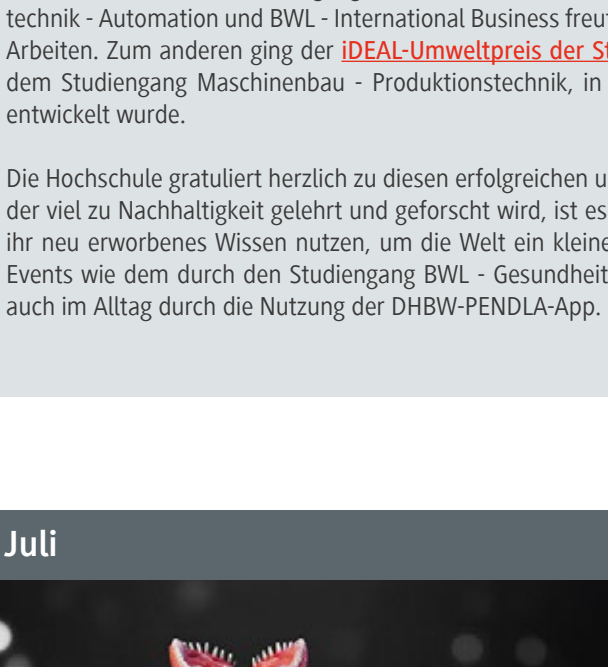 technik - Automation und BWL - International Business freut
Arbeiten. Zum anderen ging der iDEAL-Umweltpreis der St
dem Studiengang Maschinenbau - Produktionstechnik, in
entwickelt wurde.
Die Hochschule gratuliert herzlich zu diesen erfolgreichen u
der viel zu Nachhaltigkeit gelehrt und geforscht wird, ist es
ihr neu erworbenes Wissen nutzen, um die Welt ein kleine
Events wie dem durch den Studiengang BWL - Gesundheit
auch im Alltag durch die Nutzung der DHBW-PENDLA-App.
Juli